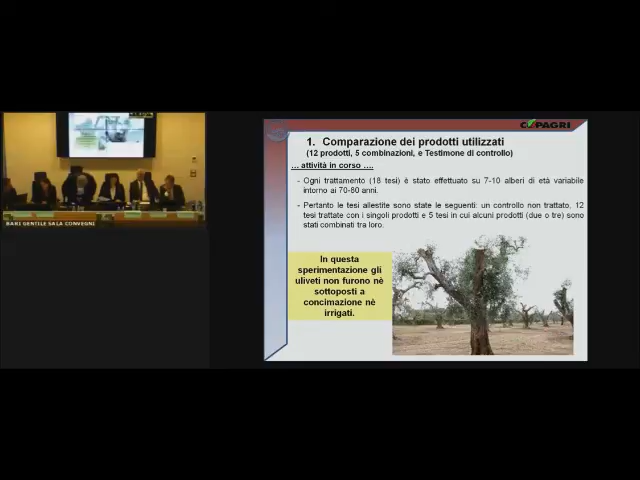 COPAGRI
1. Comparazione dei prodotti utilizzati
(12 prodotti, 5 combinazioni, e Testimone di controllo)
... attività in corso ....
- Ogni trattamento (18 tesi) è stato effettuato su 7-10 alberi di età variabile
intorno ai 70-80 anni.
- Pertanto le tesi allestite sono state le seguenti: un controllo non trattato, 12
tesi trattate con i singoli prodotti e 5 tesi in cui alcuni prodotti (due o tre) sono
stati combinati tra loro.
In questa
sperimentazione gli
uliveti non furono nè
sottoposti a
concimazione nè
irrigati.
BARI GENTILE SALA CONVEGNI